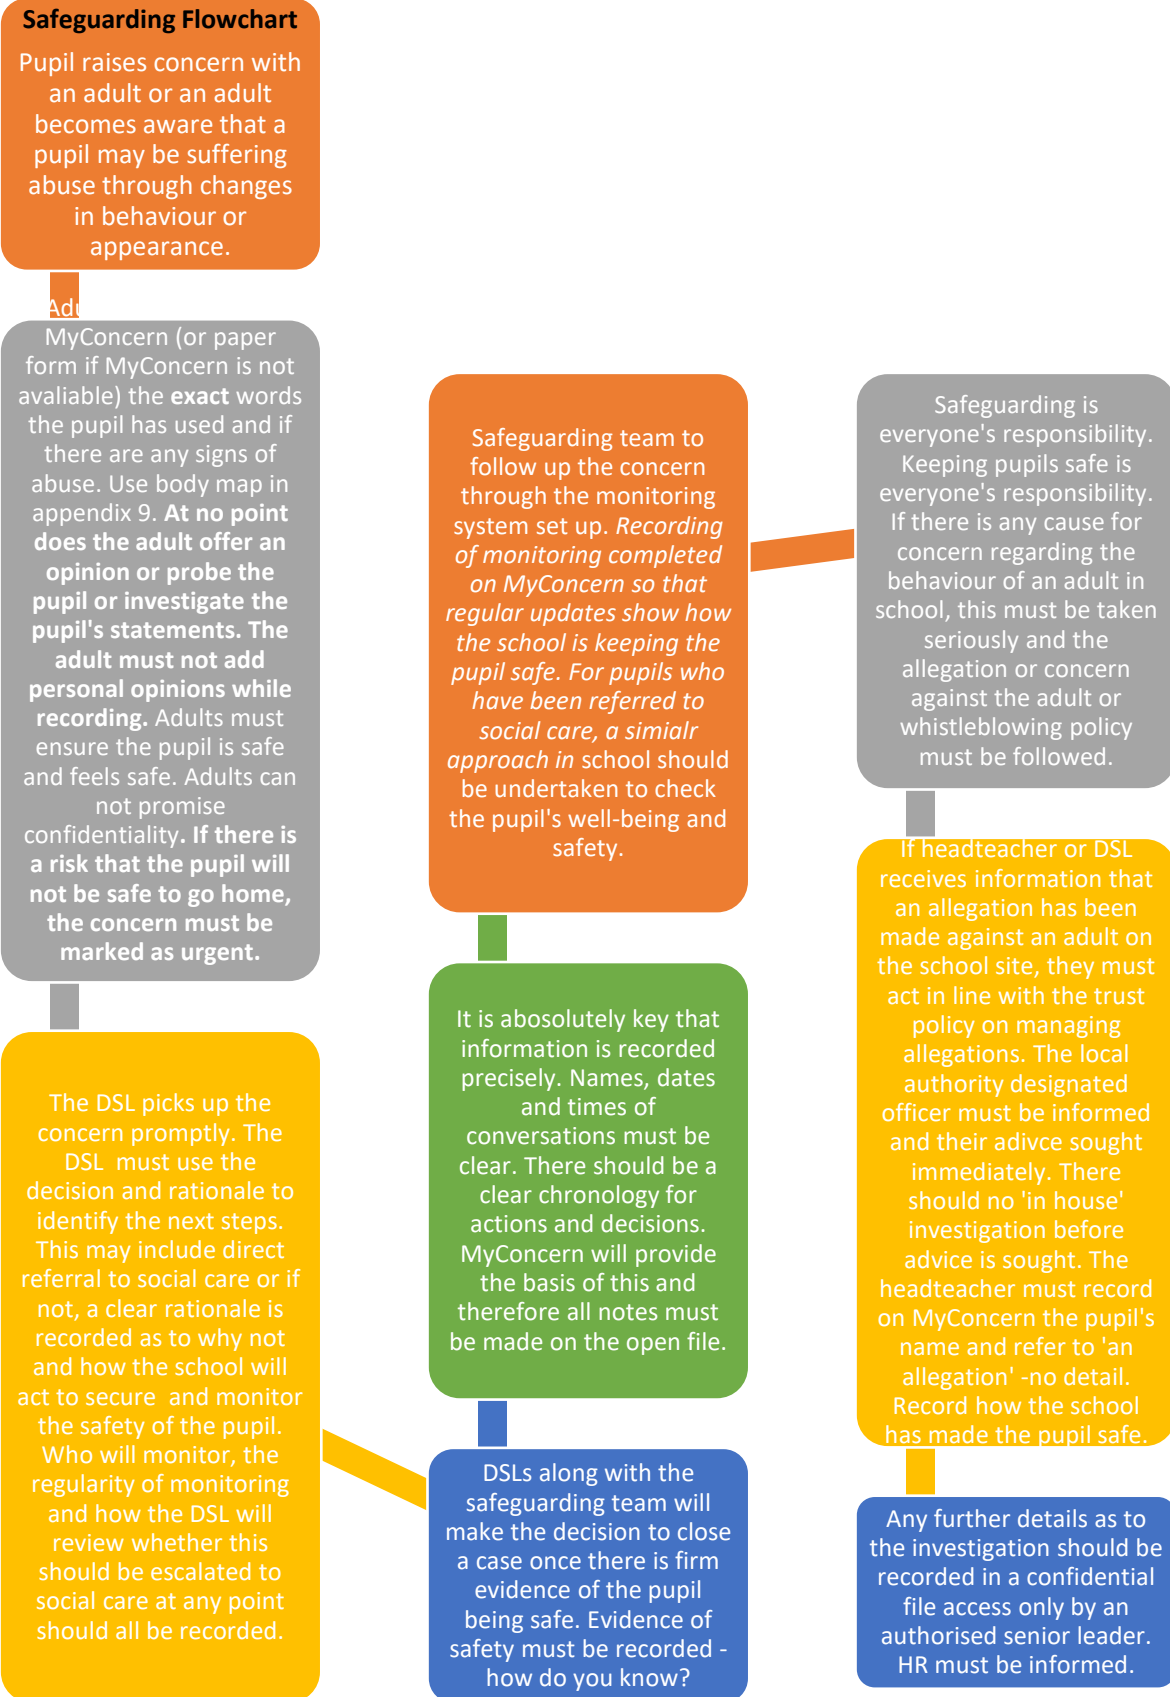 Safeguarding Flowchart
Pupil raises concern with
an adult or an adult
becomes aware that a
pupil may be suffering
abuse through changes
in behaviour or
appearance.
MyConcern (or paper
form if MyConcern is not
avaliable) the exact words
the pupil has used and if
there are any signs of
abuse. Use body map in
appendix 9. At no point
does the adult offer an
opinion or probe the
pupil or investigate the
pupil's statements. The
adult must not add
personal opinions while
recording. Adults must
ensure the pupil is safe
and feels safe. Adults can
not promise
confidentiality. If there is
a risk that the pupil will
not be safe to go home,
the concern must be
marked as urgent.
The DSL picks up the
concern promptly. The
DSL must use the
decision and rationale to
identify the next steps.
This may include direct
referral to social care or if
not, a clear rationale is
recorded as to why not
and how the school will
act to secure and monitor
the safety of the pupil.
Who will monitor, the
regularity of monitoring
and how the DSL will
review whether this
should be escalated to
social care at any point
should all be recorded.
DSLs along with the
safeguarding team will
make the decision to close
a case once there is firm
evidence of the pupil
being safe. Evidence of
safety must be recorded -
how do you know?
It is abosolutely key that
information is recorded
precisely. Names, dates
and times of
conversations must be
clear. There should be a
clear chronology for
actions and decisions.
MyConcern will provide
the basis of this and
therefore all notes must
be made on the open file.
Safeguarding team to
follow up the concern
through the monitoring
system set up. Recording
of monitoring completed
on MyConcern so that
regular updates show how
the school is keeping the
pupil safe. For pupils who
have been referred to
social care, a simialr
approach in school should
be undertaken to check
the pupil's well-being and
safety.
Safeguarding is
everyone's responsibility.
Keeping pupils safe is
everyone's responsibility.
If there is any cause for
concern regarding the
behaviour of an adult in
school, this must be taken
seriously and the
allegation or concern
against the adult or
whistleblowing policy
must be followed.
If headteacher or DSL
receives information that
an allegation has been
made against an adult on
the school site, they must
act in line with the trust
policy on managing
allegations. The local
authority designated
officer must be informed
and their adivce sought
immediately. There
should no 'in house'
investigation before
advice is sought. The
headteacher must record
on MyConcern the pupil's
name and refer to 'an
allegation' -no detail.
Record how the school
has made the pupil safe.
Any further details as to
the investigation should be
recorded in a confidential
file access only by an
authorised senior leader.
HR must be informed.